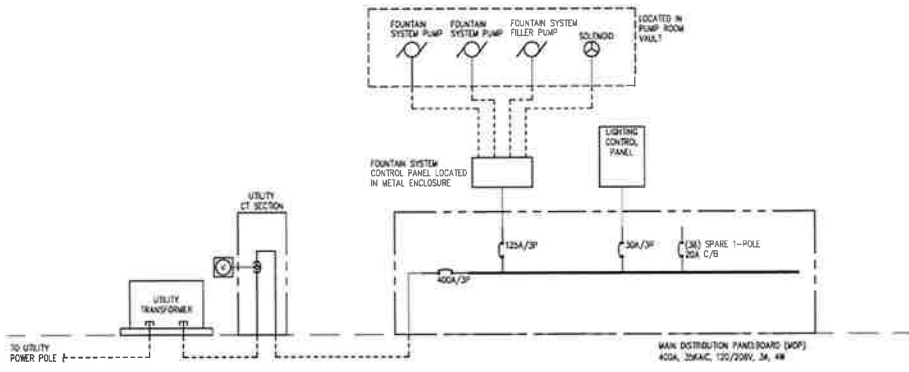 FOUNTAIN
SYSTEM PUMP
FOUNTAIN
SYSTEM PUMP
FOUNTAIN SYSTEM
FILLER PUMP
SOLENOID
LOCATED IN
PUMP ROOM
VAULT
FOUNTAIN SYSTEM
CONTROL PANEL LOCATED
IN METAL ENCLOSURE
LIGHTING
CONTROL
PANEL
UTILITY
CT SECTION
125A/3P
30A/3P
(36) SPARE 1-POLE
20A C/B
400A/3P
UTILITY
TRANSFORMER
TO UTILITY
POWER POLE
MAIN DISTRIBUTION PANELBOARD (MDP)
400A, 35KAIC, 120/208V, 3ø, 4W